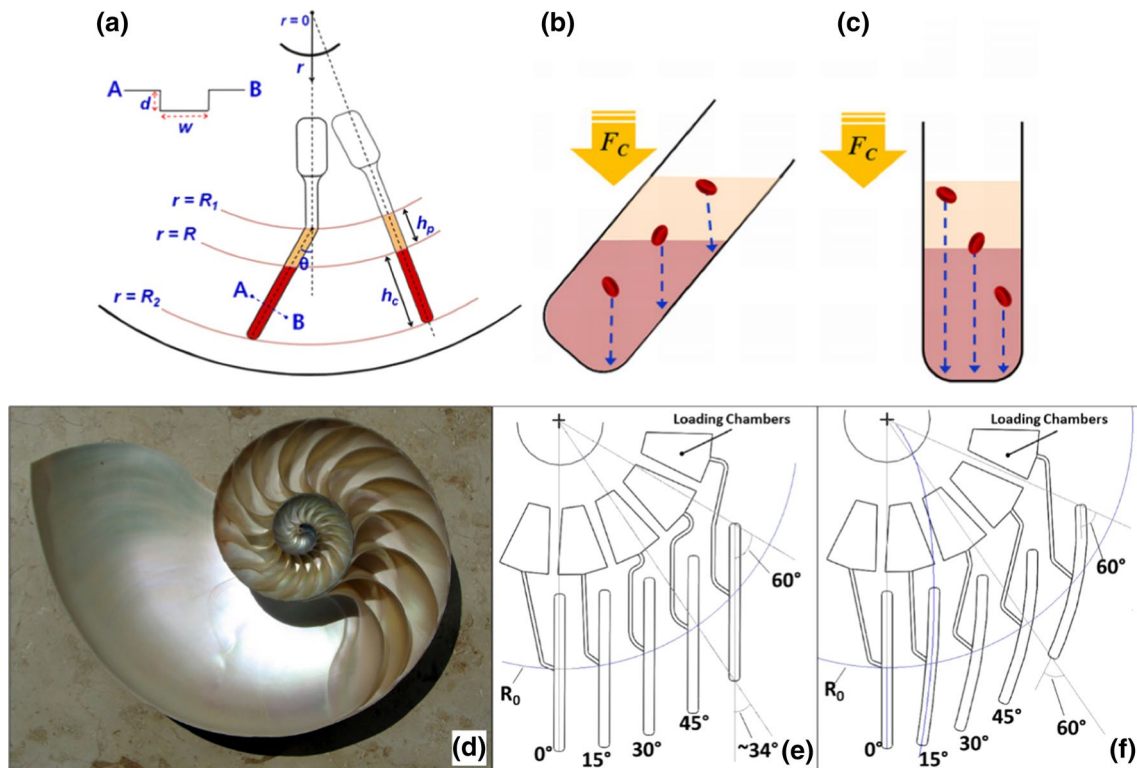 (a)
r = 0
r
A
B
d
w
r = R1
r = R
r = R2
θ
hp
hc
A
B
(b)
FC
(c)
FC
(d)
Loading Chambers
60°
R0
0°
15°
30°
45°
~34°
(e)
Loading Chambers
60°
R0
0°
15°
30°
45°
60°
(f)